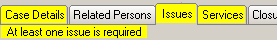 Case Details Related Persons Issues Services Closu
At least one issue is required